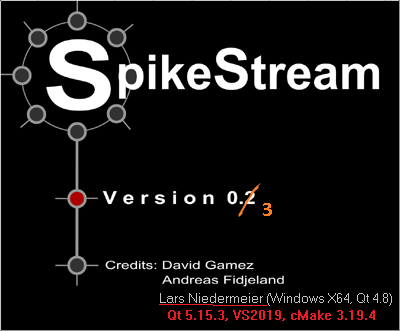 SpikeStream
Version 0.2 3
Credits: David Gamez
Andreas Fidjeland
Lars Niedermeier (Windows X64, Qt 4.8)
Qt 5.15.3, VS2019, cMake 3.19.4